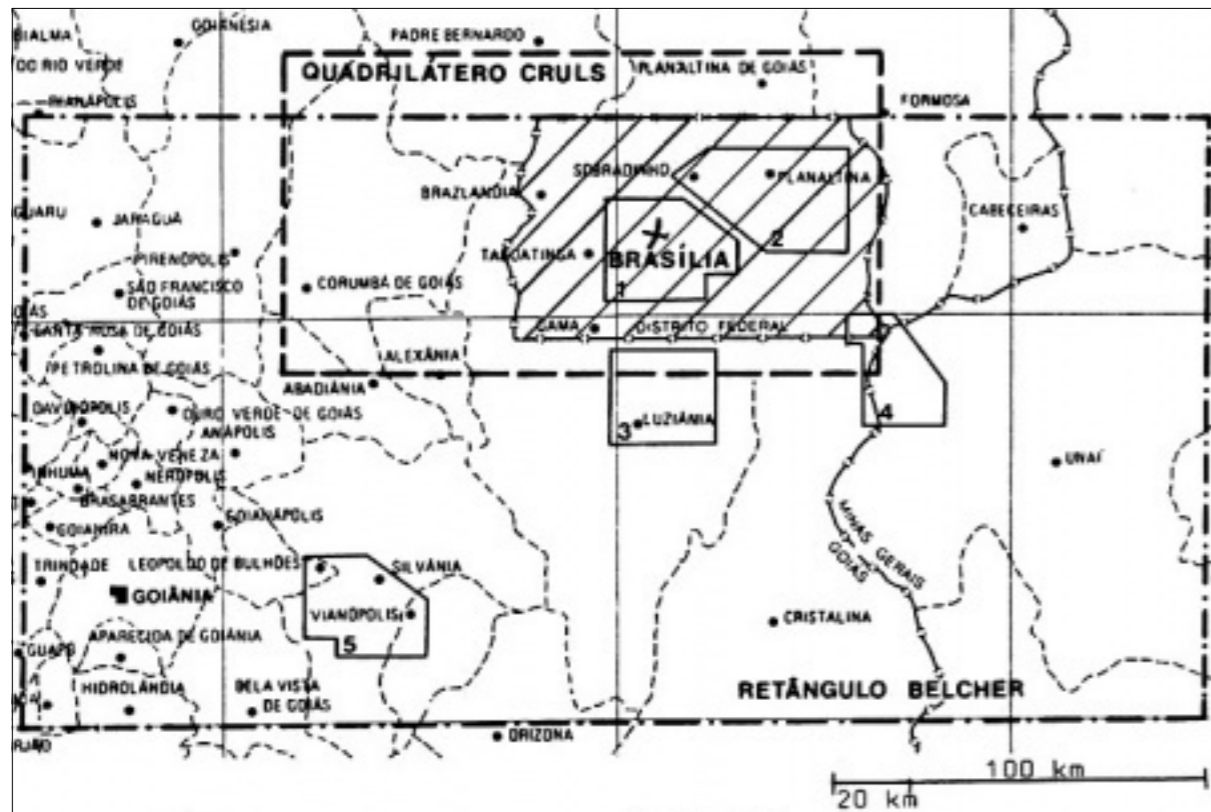 GOIANÉSIA
PADRE BERNARDO
BIALMA
DO RIO VERDE
QUADRILÁTERO CRULS
PLANALTINA DE GOIÁS
FORMOSA
SOBRADINHO
PLANALTINA
BRAZLANDIA
CABECEIRAS
GUARU
JARAGUÁ
2
TAGUATINGA
BRASÍLIA
PIRENÓPOLIS
1
CORUMBÁ DE GOIÁS
SÃO FRANCISCO
DE GOIÁS
SANTA ROSA DE GOIÁS
GAMA
DISTRITO FEDERAL
ALEXÂNIA
PETROLINA DE GOIÁS
ABADIÂNIA
OURO VERDE DE GOIÁS
LUZIÂNIA
4
3
ANÁPOLIS
NOVA VENEZA
UNAÍ
INHUMA
NERÓPOLIS
BRASABRANTES
GOIANIRA
GOIANÁPOLIS
MINAS GERAIS
GOIÁS
TRINDADE
LEOPOLDO DE BULHÕES
SILVÂNIA
GOIÂNIA
VIANÓPOLIS
CRISTALINA
APARECIDA DE GOIÂNIA
5
GUAPÓ
HIDROLÂNDIA
BELA VISTA
DE GOIÁS
RETÂNGULO BELCHER
ORIZONA
100 km
20 km